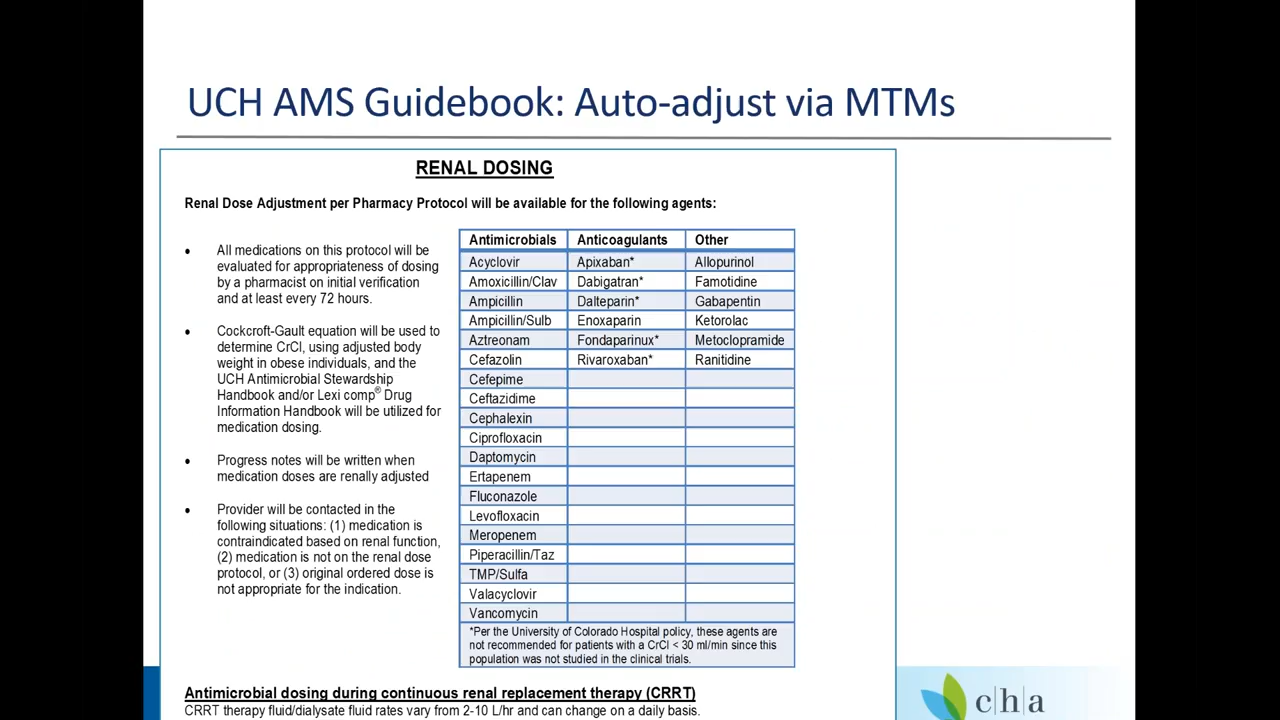 UCH AMS Guidebook: Auto-adjust via MTMs
RENAL DOSING
Renal Dose Adjustment per Pharmacy Protocol will be available for the following agents:
• All medications on this protocol will be
evaluated for appropriateness of dosing
by a pharmacist on initial verification
and at least every 72 hours.
• Cockcroft-Gault equation will be used to
determine CrCl, using adjusted body
weight in obese individuals, and the
UCH Antimicrobial Stewardship
Handbook and/or Lexi comp® Drug
Information Handbook will be utilized for
medication dosing.
• Progress notes will be written when
medication doses are renally adjusted
• Provider will be contacted in the
following situations: (1) medication is
contraindicated based on renal function,
(2) medication is not on the renal dose
protocol, or (3) original ordered dose is
not appropriate for the indication.
Antimicrobials Anticoagulants Other
Acyclovir Apixaban* Allopurinol
Amoxicillin/Clav Dabigatran* Famotidine
Ampicillin Dalteparin* Gabapentin
Ampicillin/Sulb Enoxaparin Ketorolac
Aztreonam Fondaparinux* Metoclopramide
Cefazolin Rivaroxaban* Ranitidine
Cefepime
Ceftazidime
Cephalexin
Ciprofloxacin
Daptomycin
Ertapenem
Fluconazole
Levofloxacin
Meropenem
Piperacillin/Taz
TMP/Sulfa
Valacyclovir
Vancomycin
*Per the University of Colorado Hospital policy, these agents are
not recommended for patients with a CrCl < 30 ml/min since this
population was not studied in the clinical trials.
Antimicrobial dosing during continuous renal replacement therapy (CRRT)
CRRT therapy fluid/dialysate fluid rates vary from 2-10 L/hr and can change on a daily basis.
c|h|a